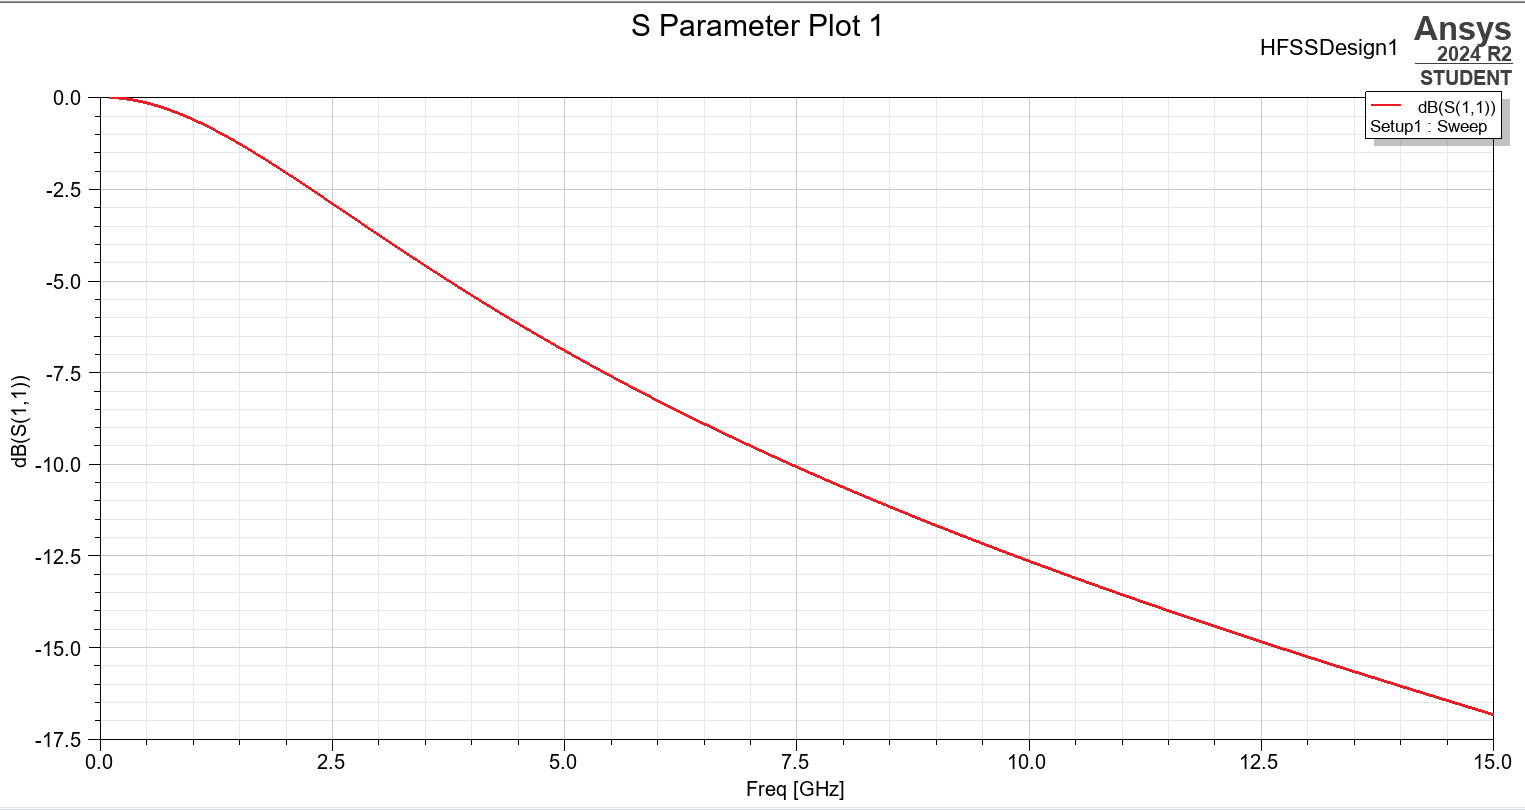 S Parameter Plot 1
HFSSDesign1
Ansys
2024 R2
STUDENT
dB(S(1,1))
Setup1 : Sweep
0.0
-2.5
-5.0
-7.5
-10.0
-12.5
-15.0
-17.5
dB(S(1,1))
0.0 2.5 5.0 7.5 10.0 12.5 15.0
Freq [GHz]